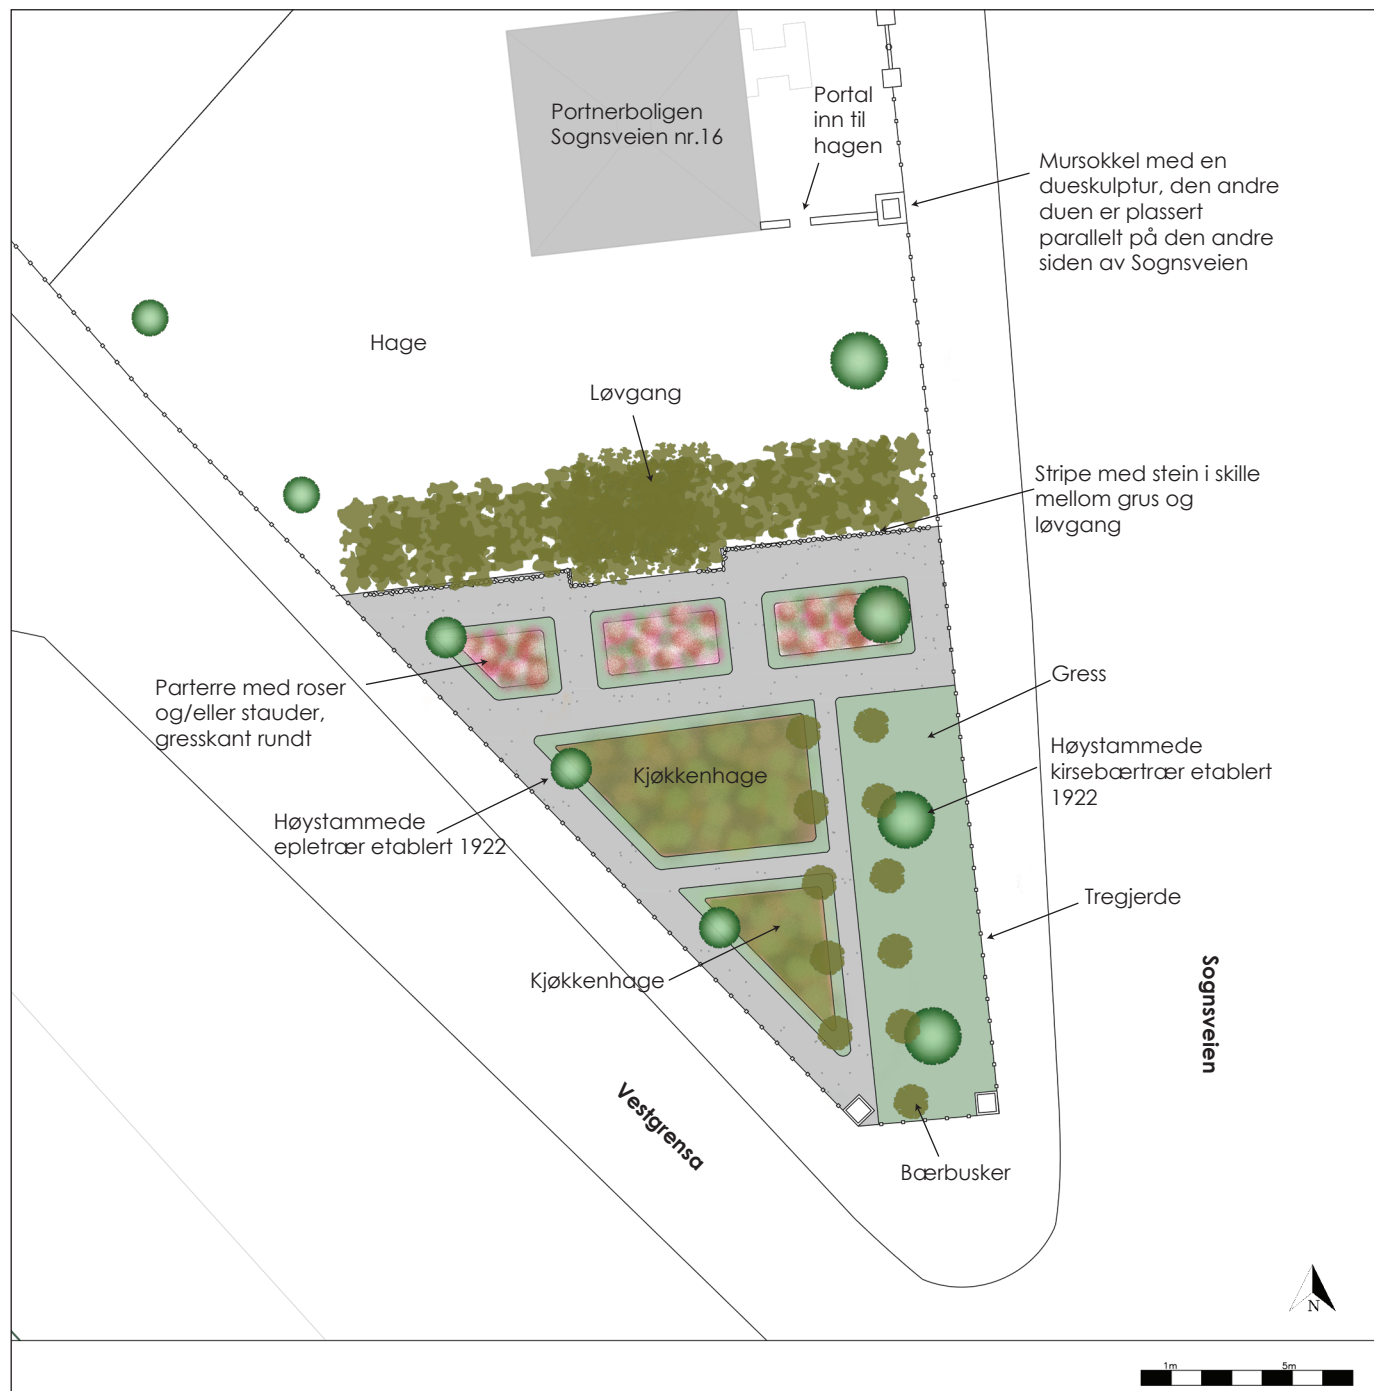 Portnerboligen
Sognsveien nr.16
Portal
inn til
hagen
Mursokkel med en
dueskulptur, den andre
duen er plassert
parallelt på den andre
siden av Sognsveien
Hage
Løvgang
Stripe med stein i skille
mellom grus og
løvgang
Parterre med roser
og/eller stauder,
gresskant rundt
Gress
Høystammede
kirsebærtrær etablert
1922
Kjøkkenhage
Høystammede
epletrær etablert 1922
Tregjerde
Kjøkkenhage
Sognsveien
Vestgrensa
Bærbusker
N
1m
5m